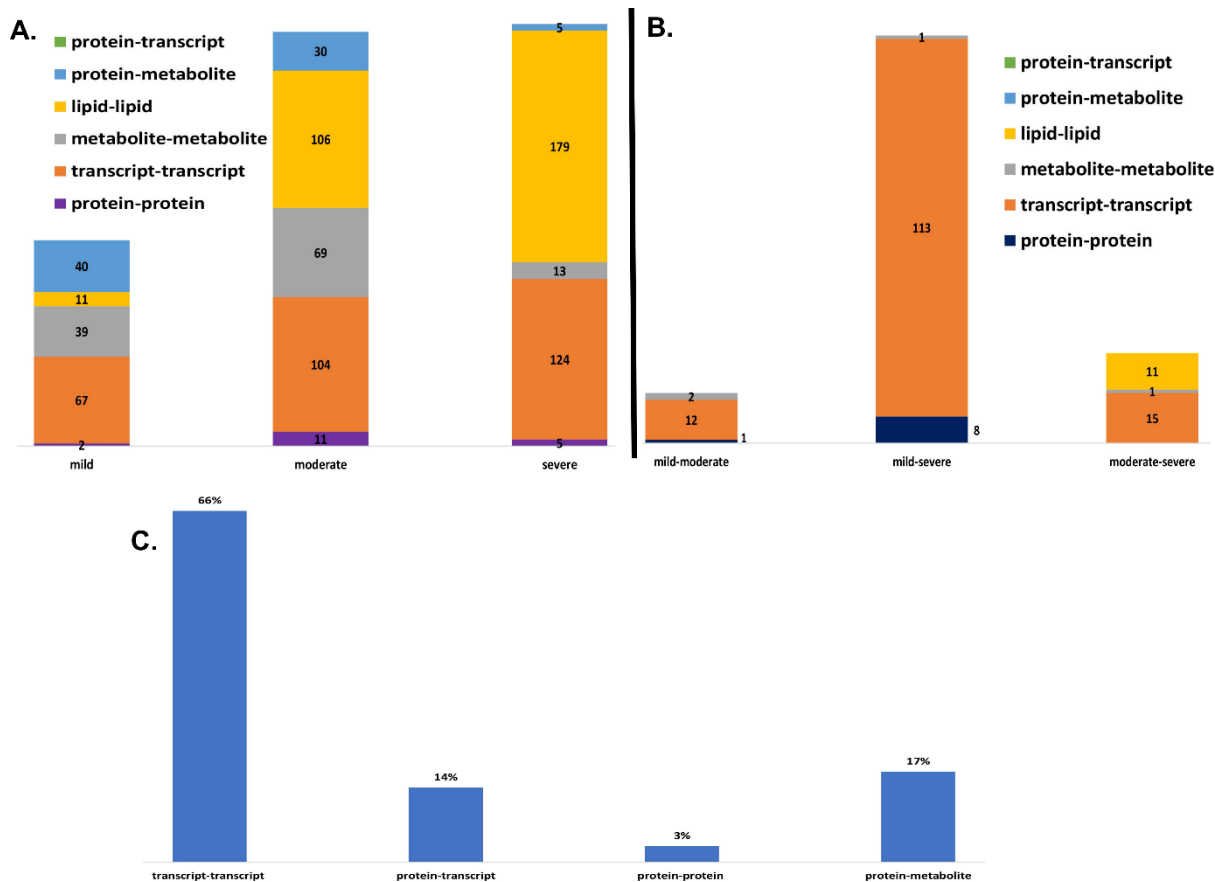 A.
protein-transcript
protein-metabolite
lipid-lipid
metabolite-metabolite
transcript-transcript
protein-protein
40
11
39
67
2
mild
30
106
69
104
11
moderate
5
179
13
124
5
severe
B.
protein-transcript
protein-metabolite
lipid-lipid
metabolite-metabolite
transcript-transcript
protein-protein
2
12
1
mild-moderate
1
113
8
mild-severe
11
1
15
moderate-severe
C.
66%
14%
3%
17%
transcript-transcript
protein-transcript
protein-protein
protein-metabolite